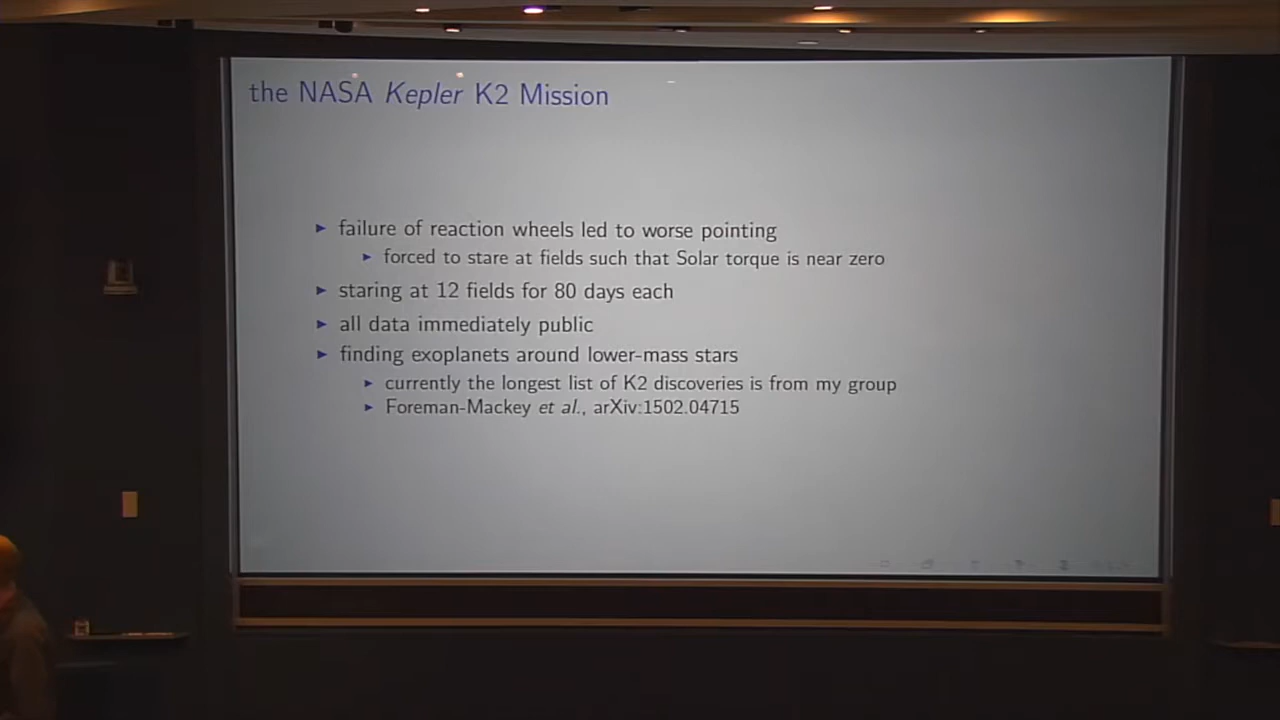 the NASA Kepler K2 Mission
► failure of reaction wheels led to worse pointing
► forced to stare at fields such that Solar torque is near zero
► staring at 12 fields for 80 days each
► all data immediately public
► finding exoplanets around lower-mass stars
► currently the longest list of K2 discoveries is from my group
► Foreman-Mackey et al., arXiv:1502.04715